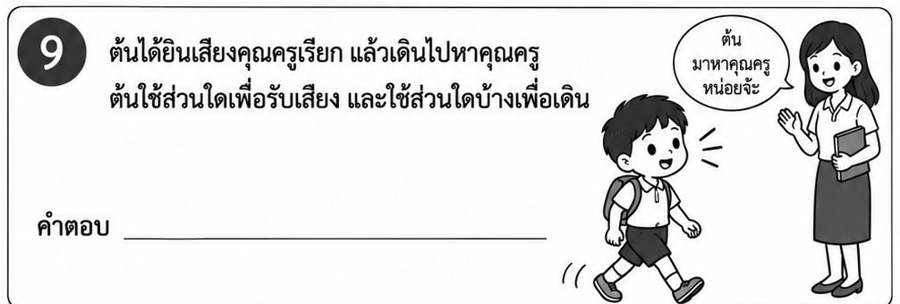 9
ต้นได้ยินเสียงคุณครูเรียก แล้วเดินไปหาคุณครู
ต้นใช้ส่วนใดเพื่อรับเสียง และใช้ส่วนใดบ้างเพื่อเดิน
ต้น
มาหาคุณครู
หน่อยจ้ะ
คำตอบ